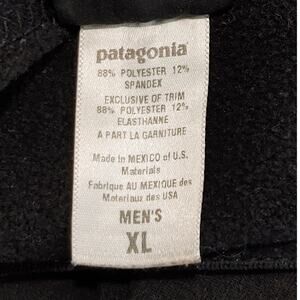 patagonia
88% POLYESTER 12%
SPANDEX
EXCLUSIVE OF TRIM
88% POLYESTER 12%
ELASTHANNE
A PART LA GARNITURE
Made in MEXICO of U.S.
Materials
Fabrique AU MEXIQUE des
Materiaux des USA
MEN'S
XL